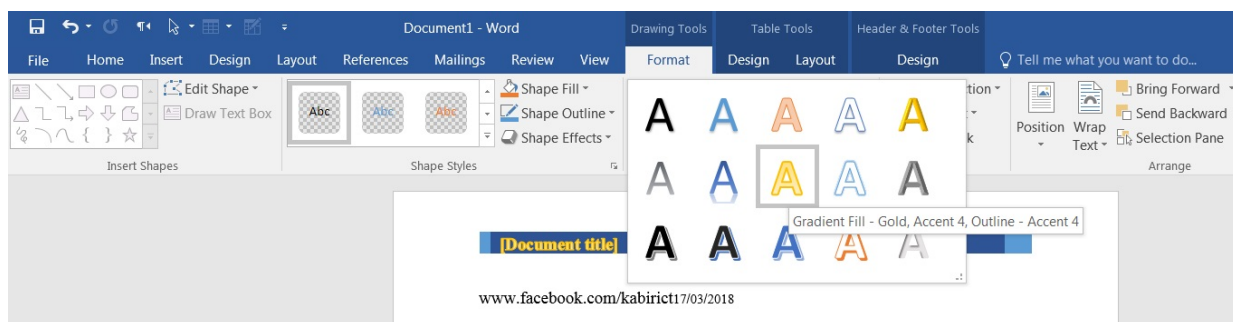 Document1 - Word
Drawing Tools
Table Tools
Header & Footer Tools
File Home Insert Design Layout References Mailings Review View Format Design Layout Design Tell me what you want to do...
Edit Shape
Draw Text Box
Insert Shapes
Abc Abc Abc
Shape Styles
Shape Fill
Shape Outline
Shape Effects
A A A A A
A A A A A
A A A A A
Gradient Fill - Gold, Accent 4, Outline - Accent 4
tion
k
Position
Wrap
Text
Bring Forward
Send Backward
Selection Pane
Arrange
[Document title]
www.facebook.com/kabirict17/03/2018